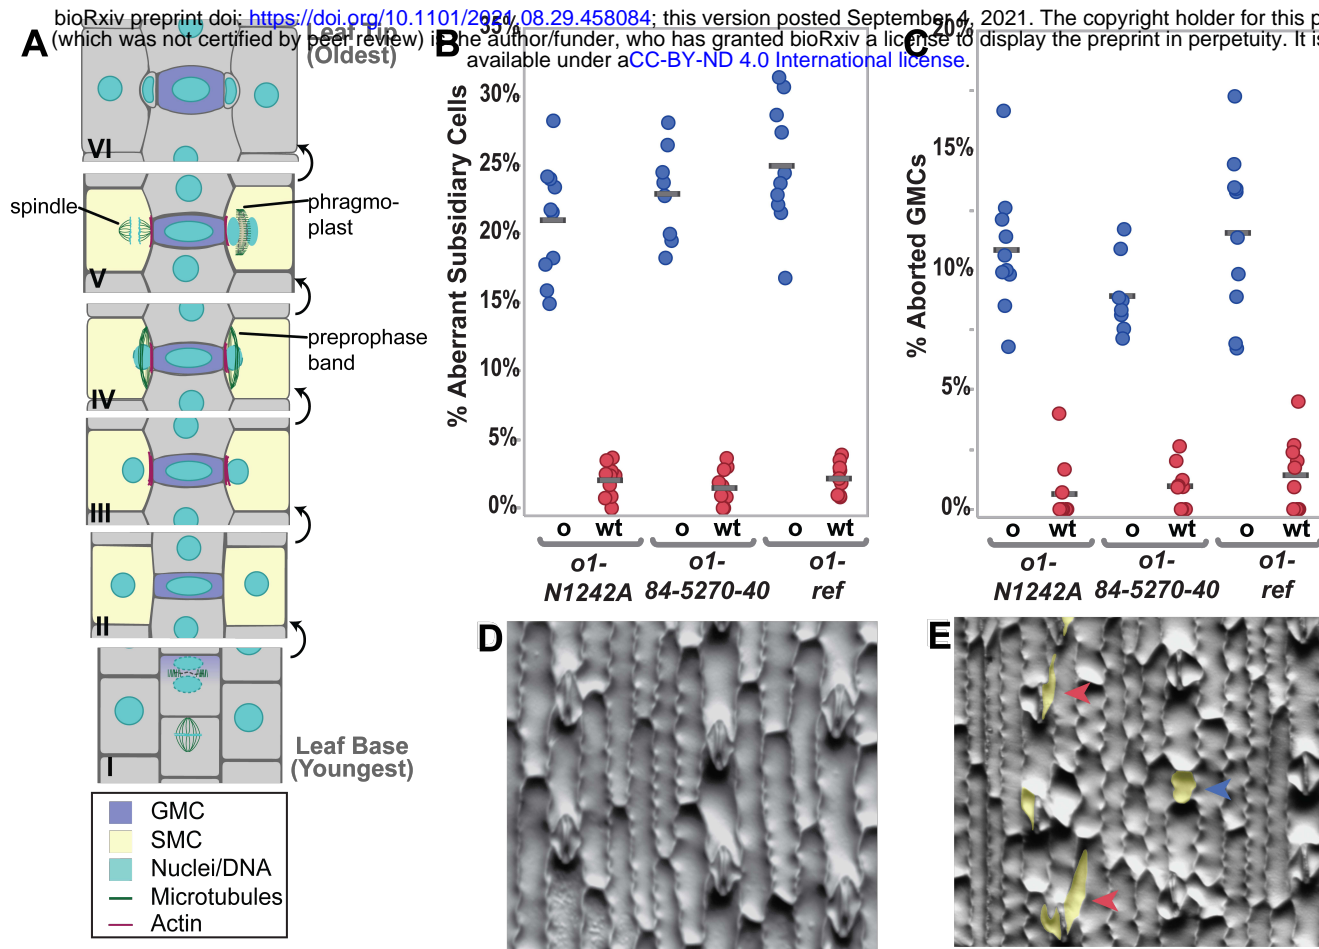 bioRxiv preprint doi: https://doi.org/10.1101/2021.08.29.458084; this version posted September 4, 2021. The copyright holder for this p
(which was not certified by peer review) is the author/funder, who has granted bioRxiv a license to display the preprint in perpetuity. It is
available under aCC-BY-ND 4.0 International license.
A
Leaf Tip
(Oldest)
VI
spindle
phragmo-
plast
V
preprophase
band
IV
III
II
I
Leaf Base
(Youngest)
GMC
SMC
Nuclei/DNA
Microtubules
Actin
B
% Aberrant Subsidiary Cells
35%
30%
25%
20%
15%
10%
5%
0%
o wt o wt o wt
o1- o1- o1-
N1242A 84-5270-40 ref
C
% Aborted GMCs
20%
15%
10%
5%
0%
o wt o wt o wt
o1- o1- o1-
N1242A 84-5270-40 ref
D
E